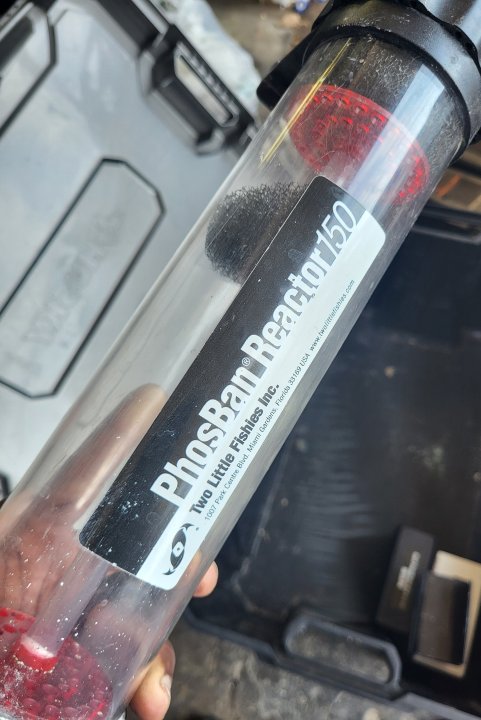 PhosBan® Reactor 150
Two Little Fishies Inc.
1007 Park Centre Blvd. Miami Gardens, Florida 33169 USA www.twolittlefishies.com